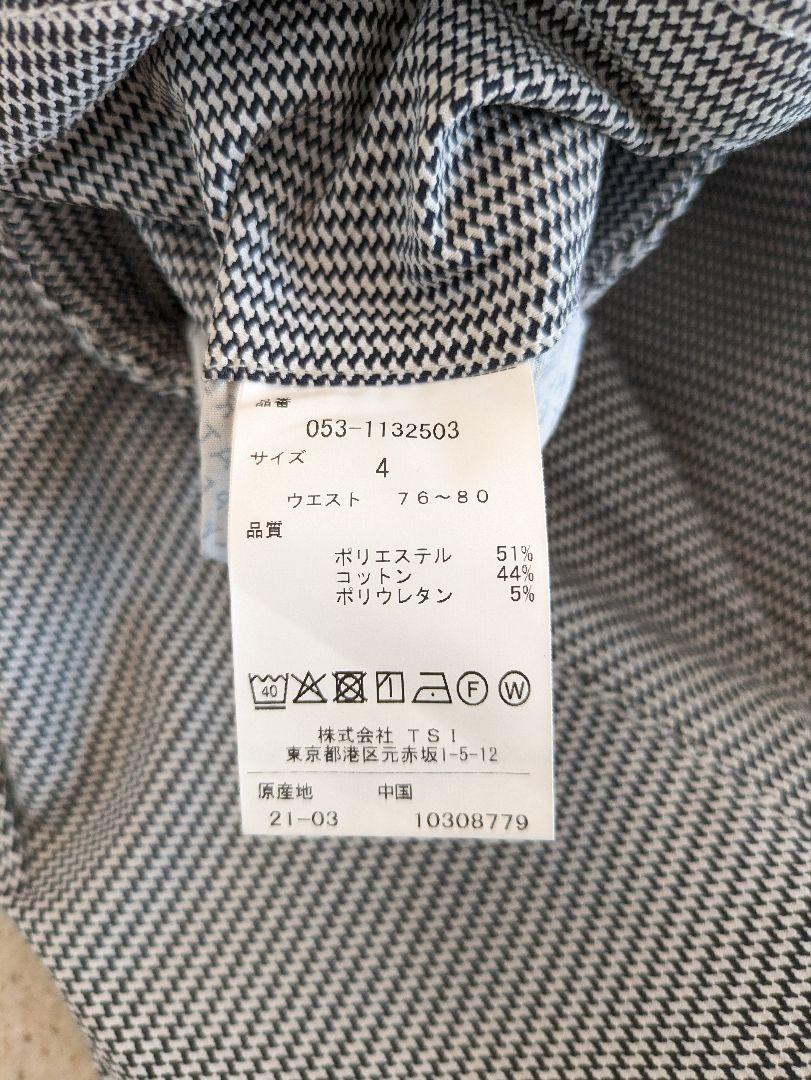 品番
053-1132503
サイズ
4
ウエスト 76～80
品質
ポリエステル 51%
コットン 44%
ポリウレタン 5%
40 F W
株式会社 TSI
東京都港区元赤坂1-5-12
原産地 中国
21-03 10308779